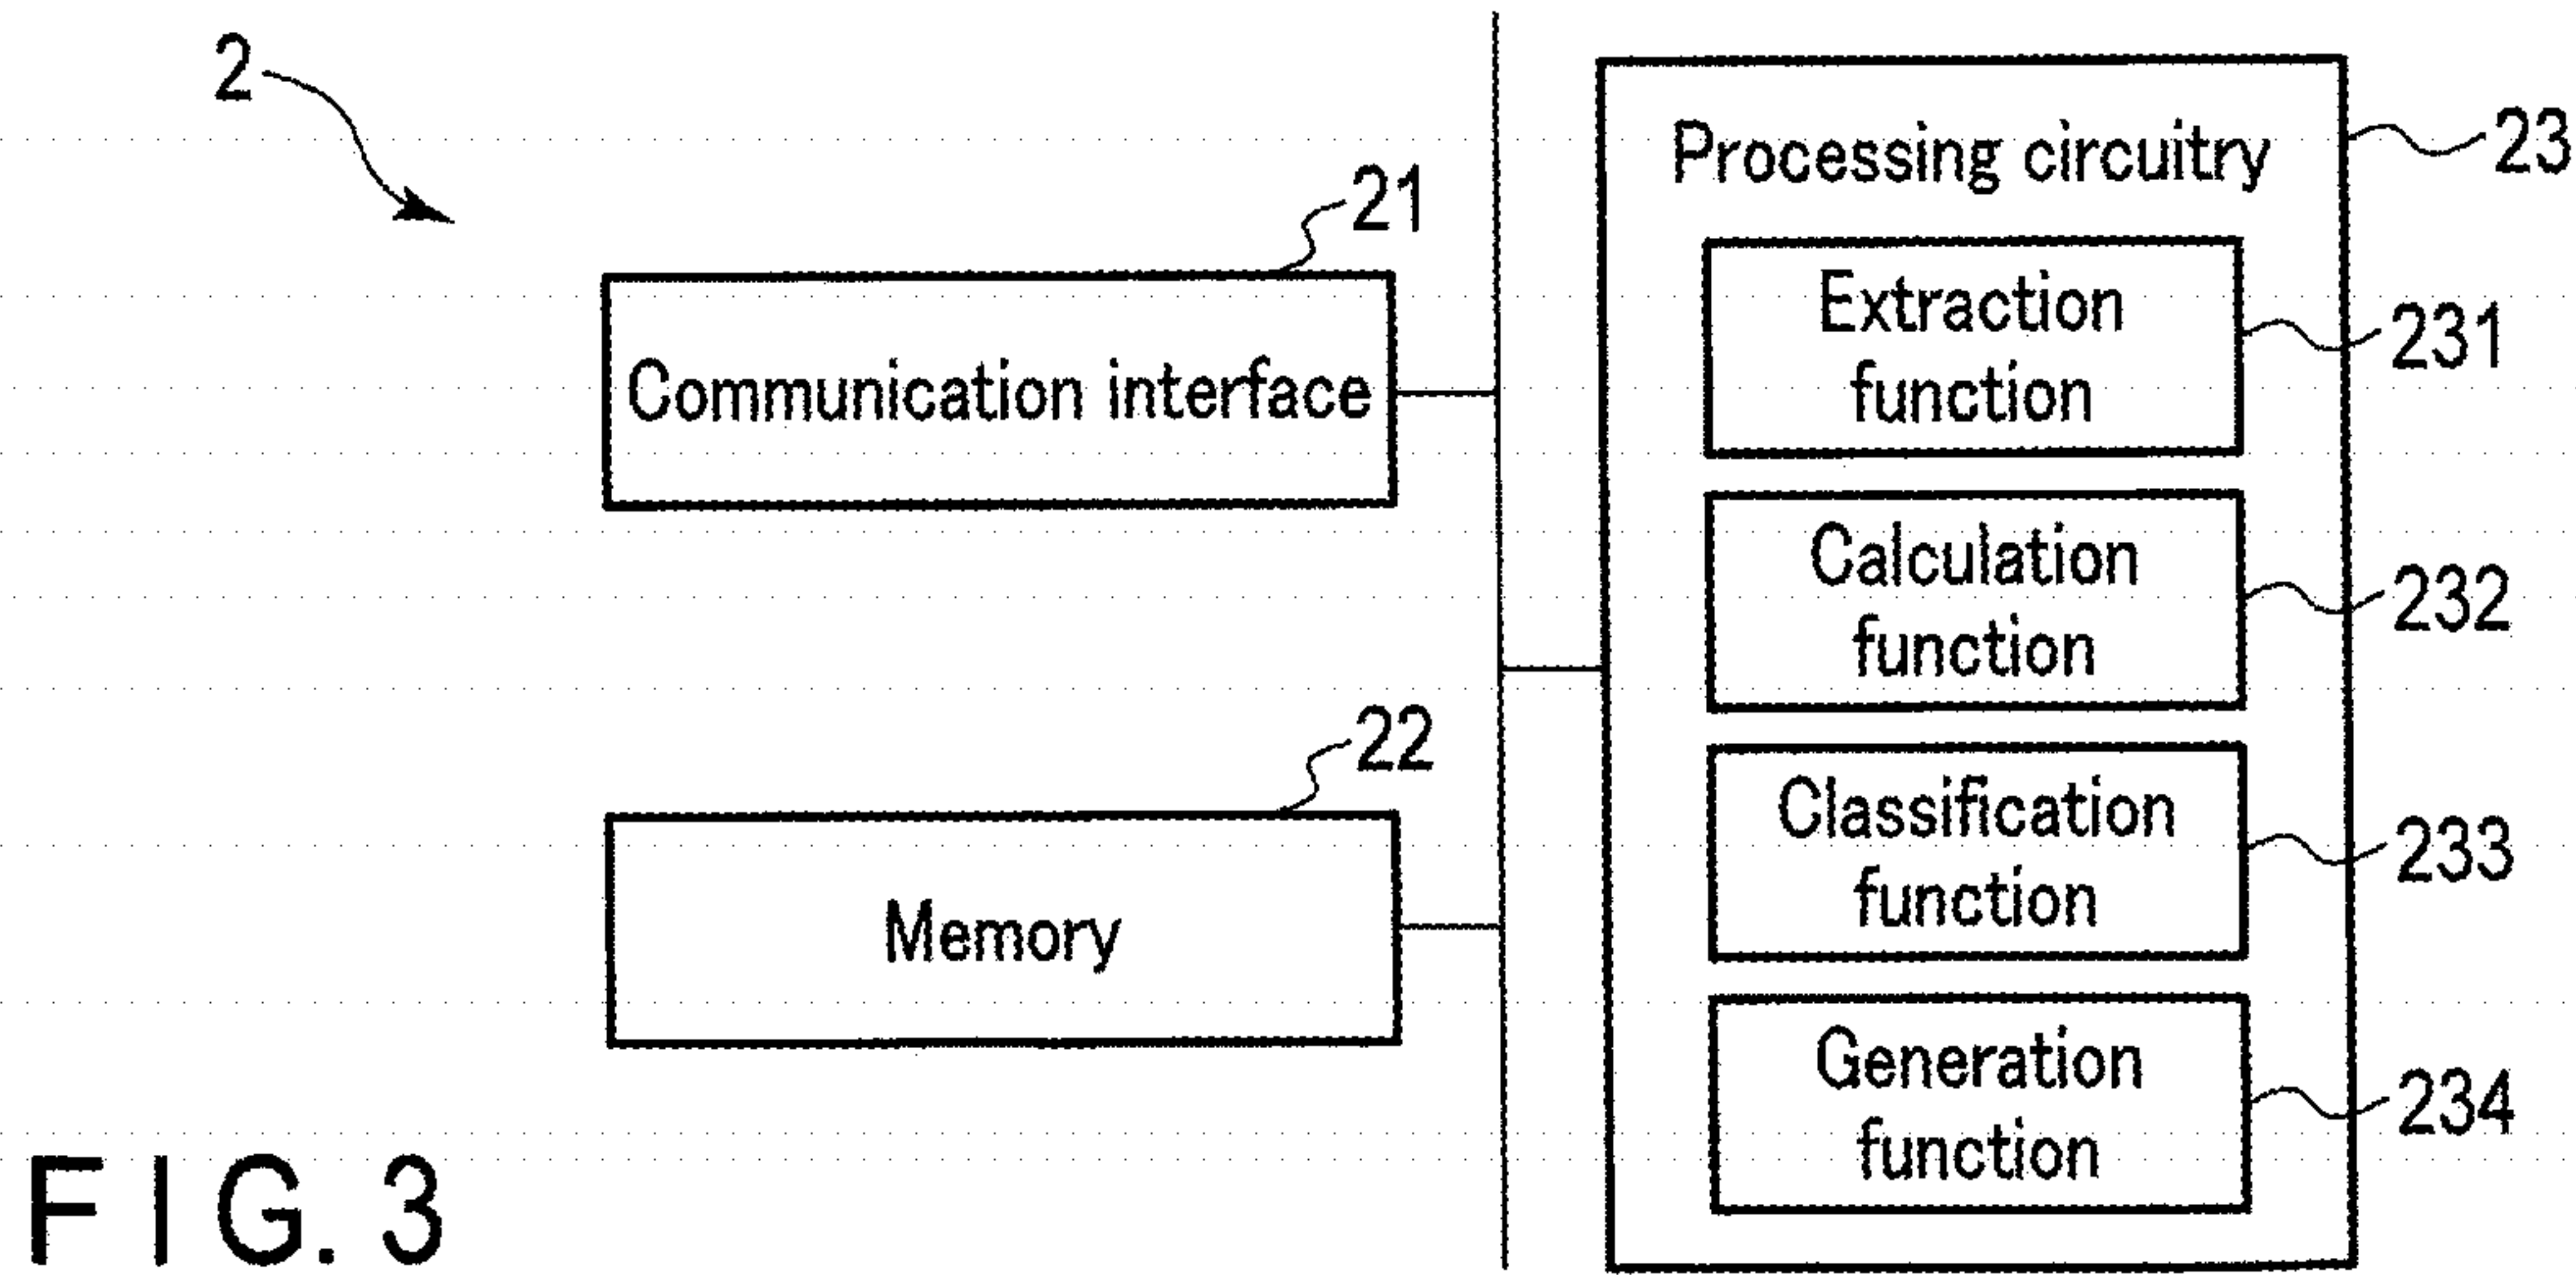 2
21
Communication interface
22
Memory
Processing circuitry
23
Extraction
function
231
Calculation
function
232
Classification
function
233
Generation
function
234
FIG. 3